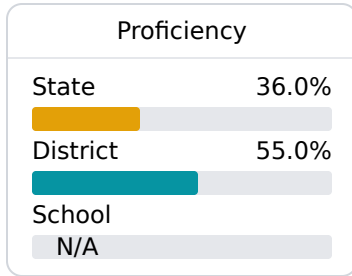 Proficiency
State 36.0%
District 55.0%
School
N/A